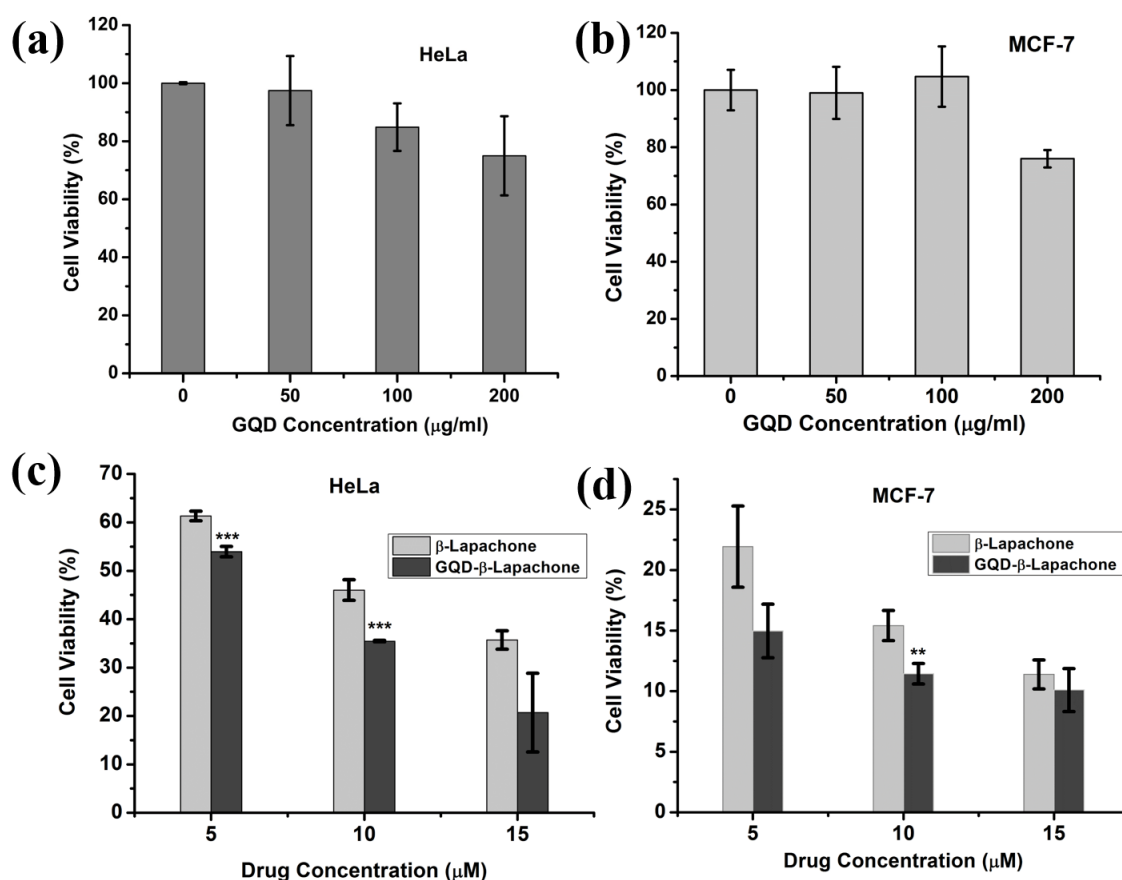 (a)
HeLa
120
100
80
60
40
20
0
Cell Viability (%)
0 50 100 200
GQD Concentration (μg/ml)
(b)
MCF-7
120
100
80
60
40
20
0
Cell Viability (%)
0 50 100 200
GQD Concentration (μg/ml)
(c)
HeLa
70
60
50
40
30
20
10
0
Cell Viability (%)
β-Lapachone
GQD-β-Lapachone
***
***
5 10 15
Drug Concentration (μM)
(d)
MCF-7
25
20
15
10
5
0
Cell Viability (%)
β-Lapachone
GQD-β-Lapachone
**
5 10 15
Drug Concentration (μM)